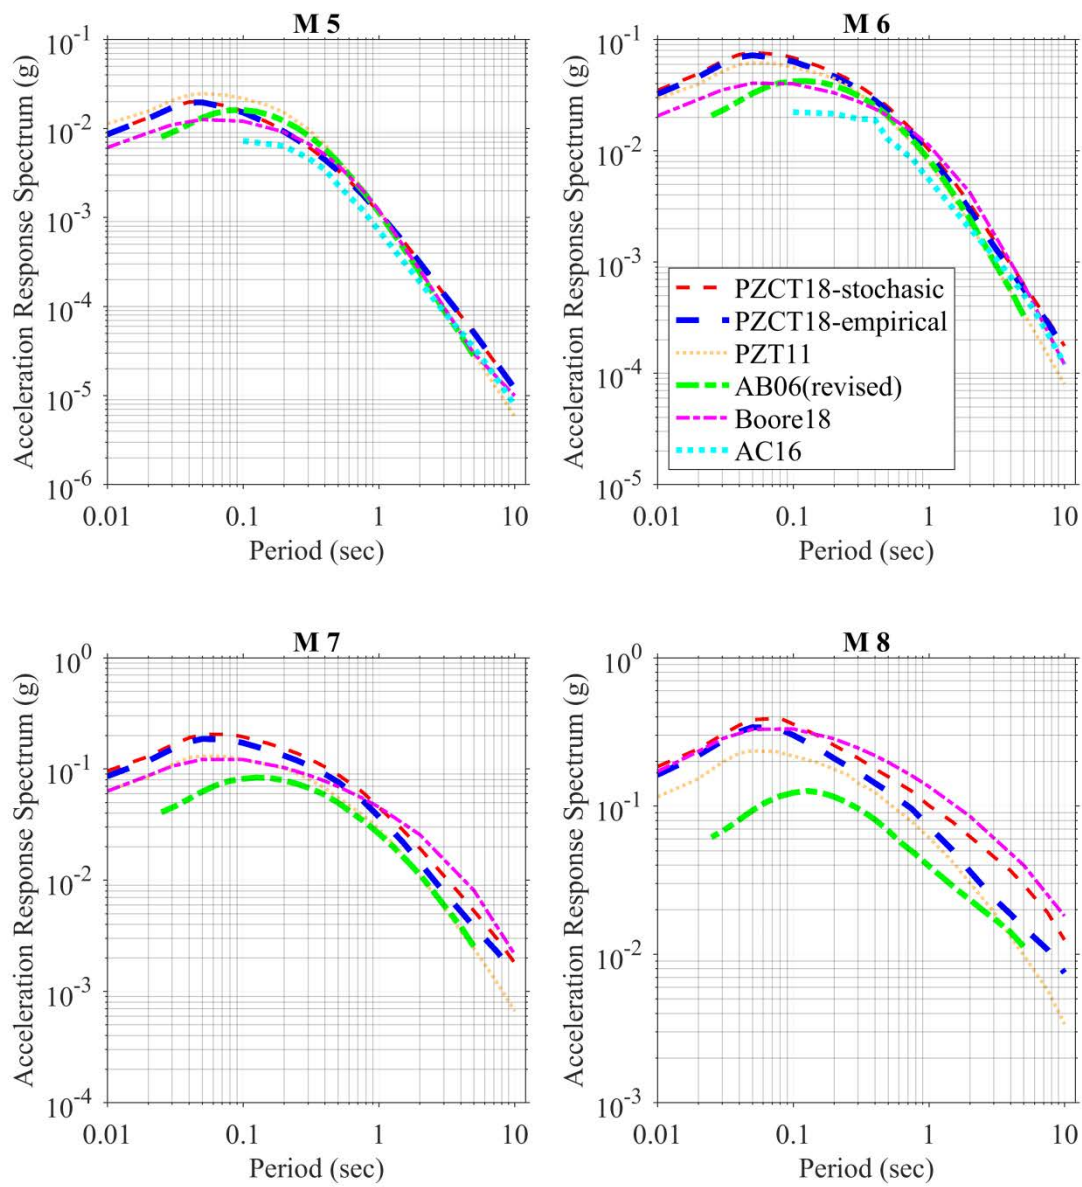 M 5
Acceleration Response Spectrum (g)
10-1
10-2
10-3
10-4
10-5
10-6
0.01 0.1 1 10
Period (sec)
M 6
Acceleration Response Spectrum (g)
10-1
10-2
10-3
10-4
10-5
PZCT18-stochasic
PZCT18-empirical
PZT11
AB06(revised)
Boore18
AC16
0.01 0.1 1 10
Period (sec)
M 7
Acceleration Response Spectrum (g)
100
10-1
10-2
10-3
10-4
0.01 0.1 1 10
Period (sec)
M 8
Acceleration Response Spectrum (g)
100
10-1
10-2
10-3
0.01 0.1 1 10
Period (sec)